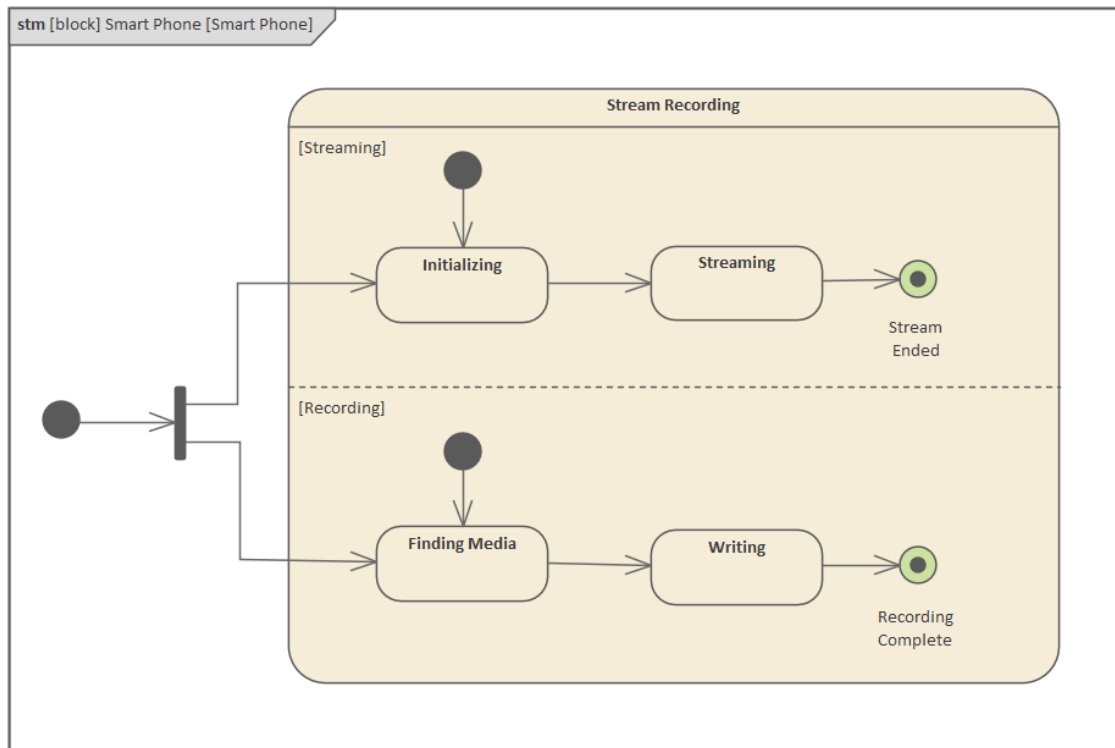 stm [block] Smart Phone [Smart Phone]
Stream Recording
[Streaming]
Initializing
Streaming
Stream
Ended
[Recording]
Finding Media
Writing
Recording
Complete